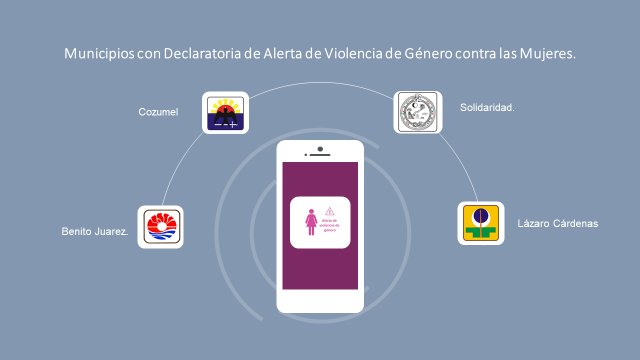 Municipios con Declaratoria de Alerta de Violencia de Género contra las Mujeres.
Cozumel
Solidaridad.
Benito Juarez.
Lázaro Cárdenas
Alerta de
violencia de
género